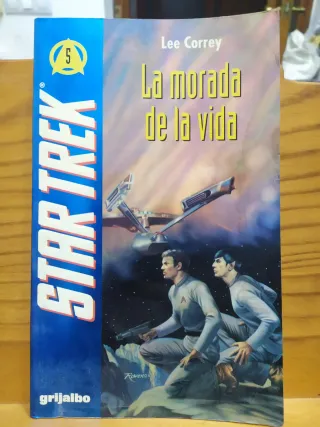 Lee Correy
5
La morada
de la vida
STAR TREK®
grijalbo